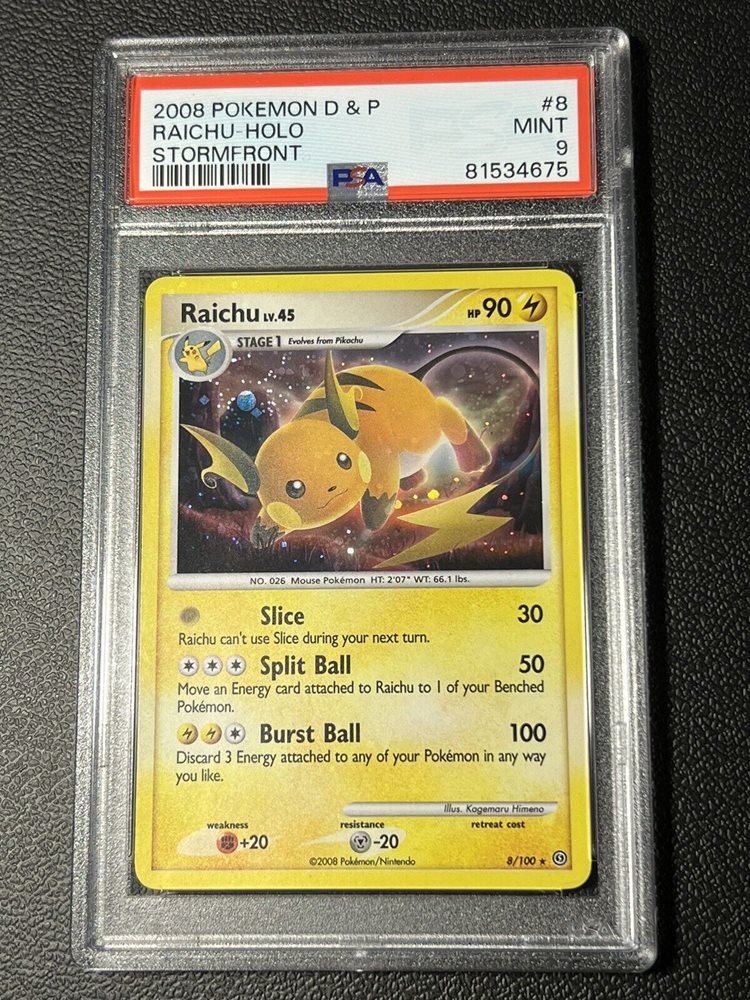 2008 POKEMON D & P #8
RAICHU-HOLO MINT
STORMFRONT 9
PSA 81534675
Raichu LV.45 HP 90
STAGE 1 Evolves from Pikachu
NO. 026 Mouse Pokémon HT: 2'07" WT: 66.1 lbs.
Slice 30
Raichu can't use Slice during your next turn.
Split Ball 50
Move an Energy card attached to Raichu to 1 of your Benched
Pokémon.
Burst Ball 100
Discard 3 Energy attached to any of your Pokémon in any way
you like.
Illus. Kagemaru Himeno
weakness resistance retreat cost
+20 -20
©2008 Pokémon/Nintendo 8/100 ★